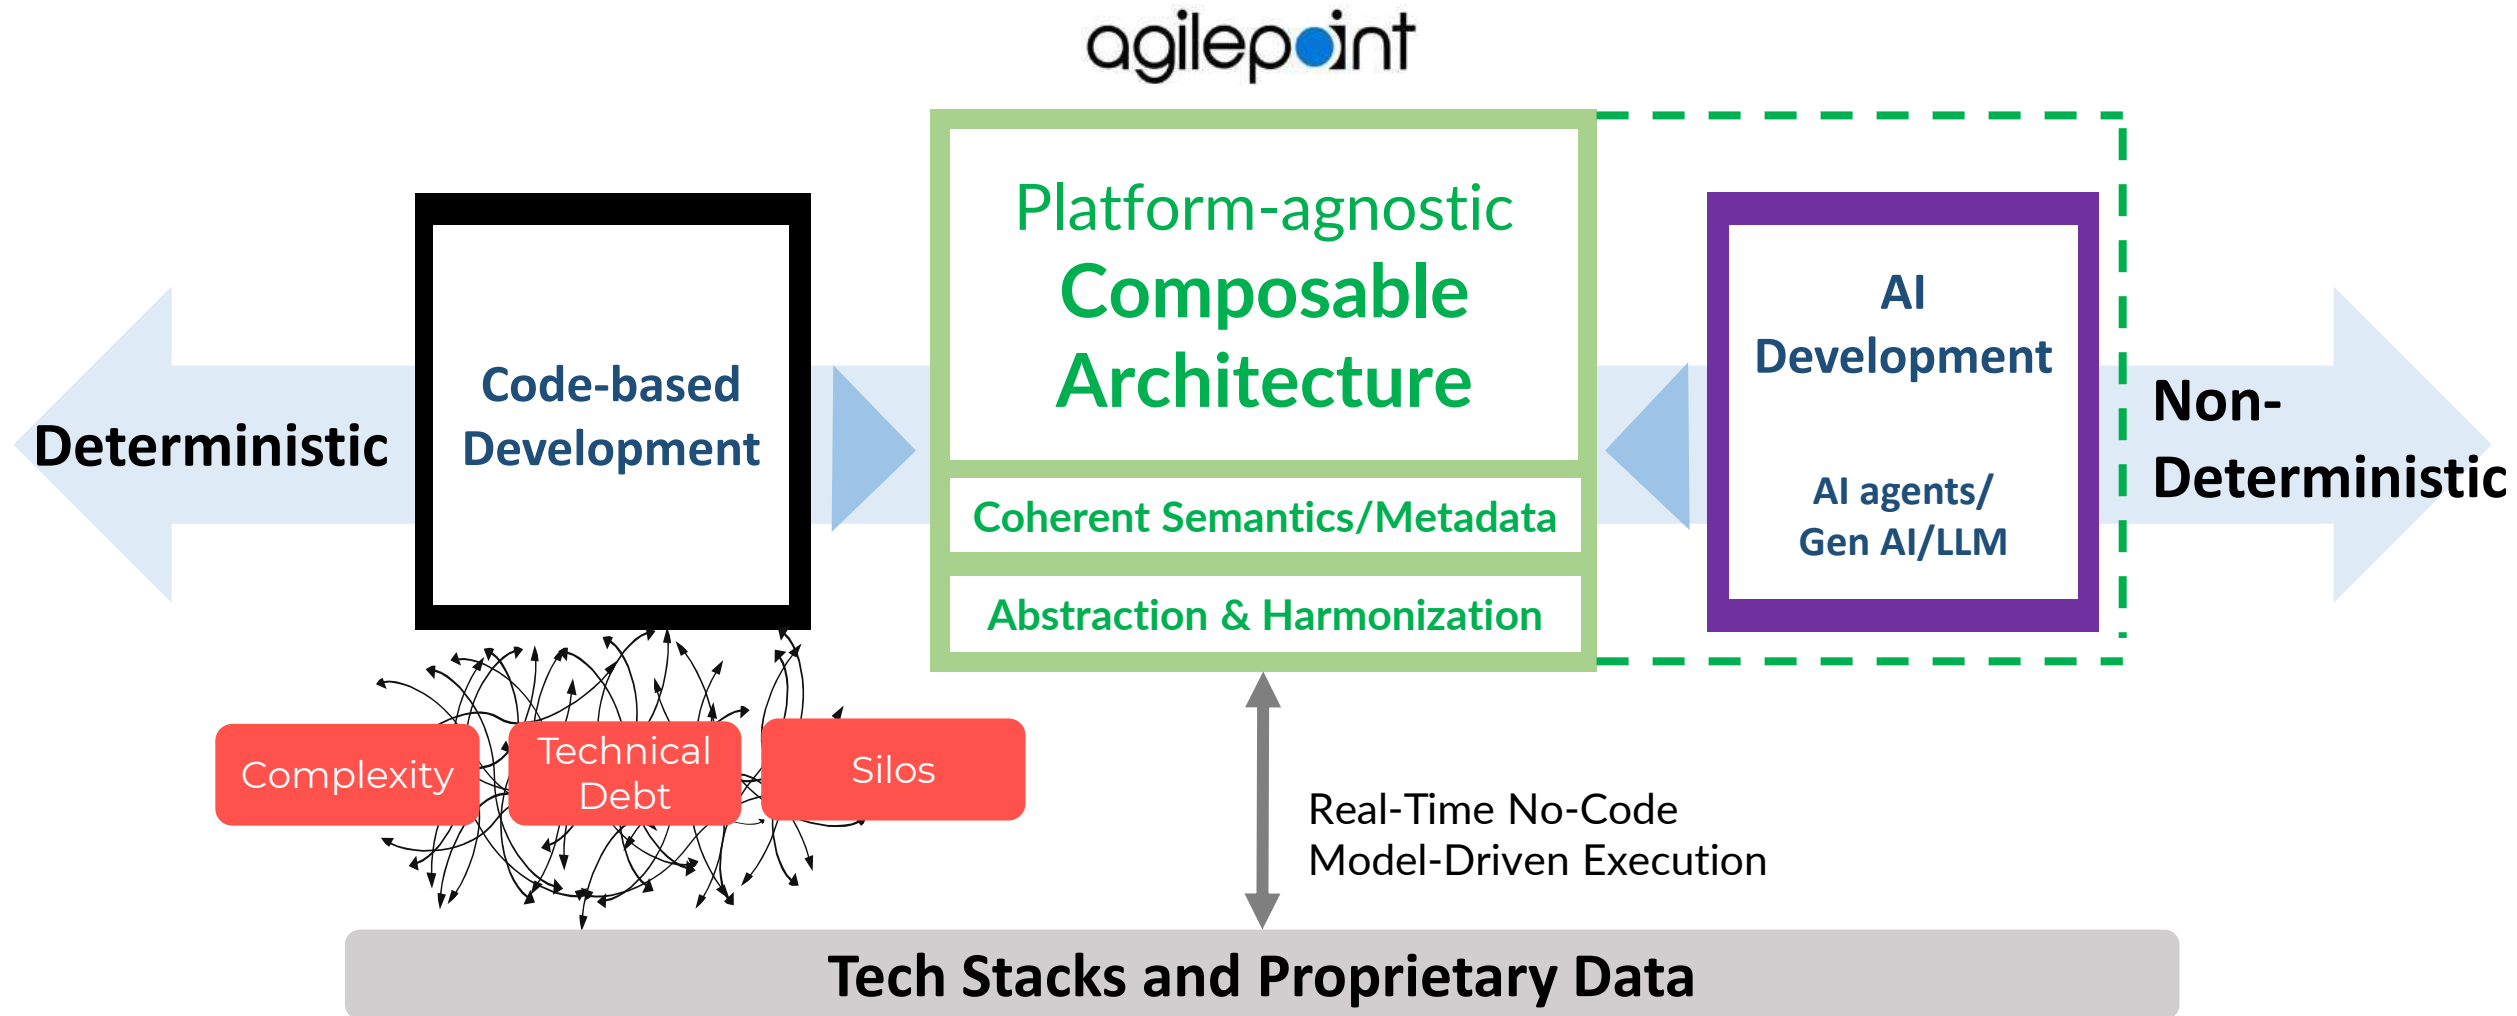 agilepoint
Platform-agnostic
Composable
Architecture
Coherent Semantics/Metadata
Abstraction & Harmonization
Deterministic
Code-based
Development
AI
Development
AI agents/
Gen AI/LLM
Non-
Deterministic
Complexity
Technical
Debt
Silos
Real-Time No-Code
Model-Driven Execution
Tech Stacks and Proprietary Data